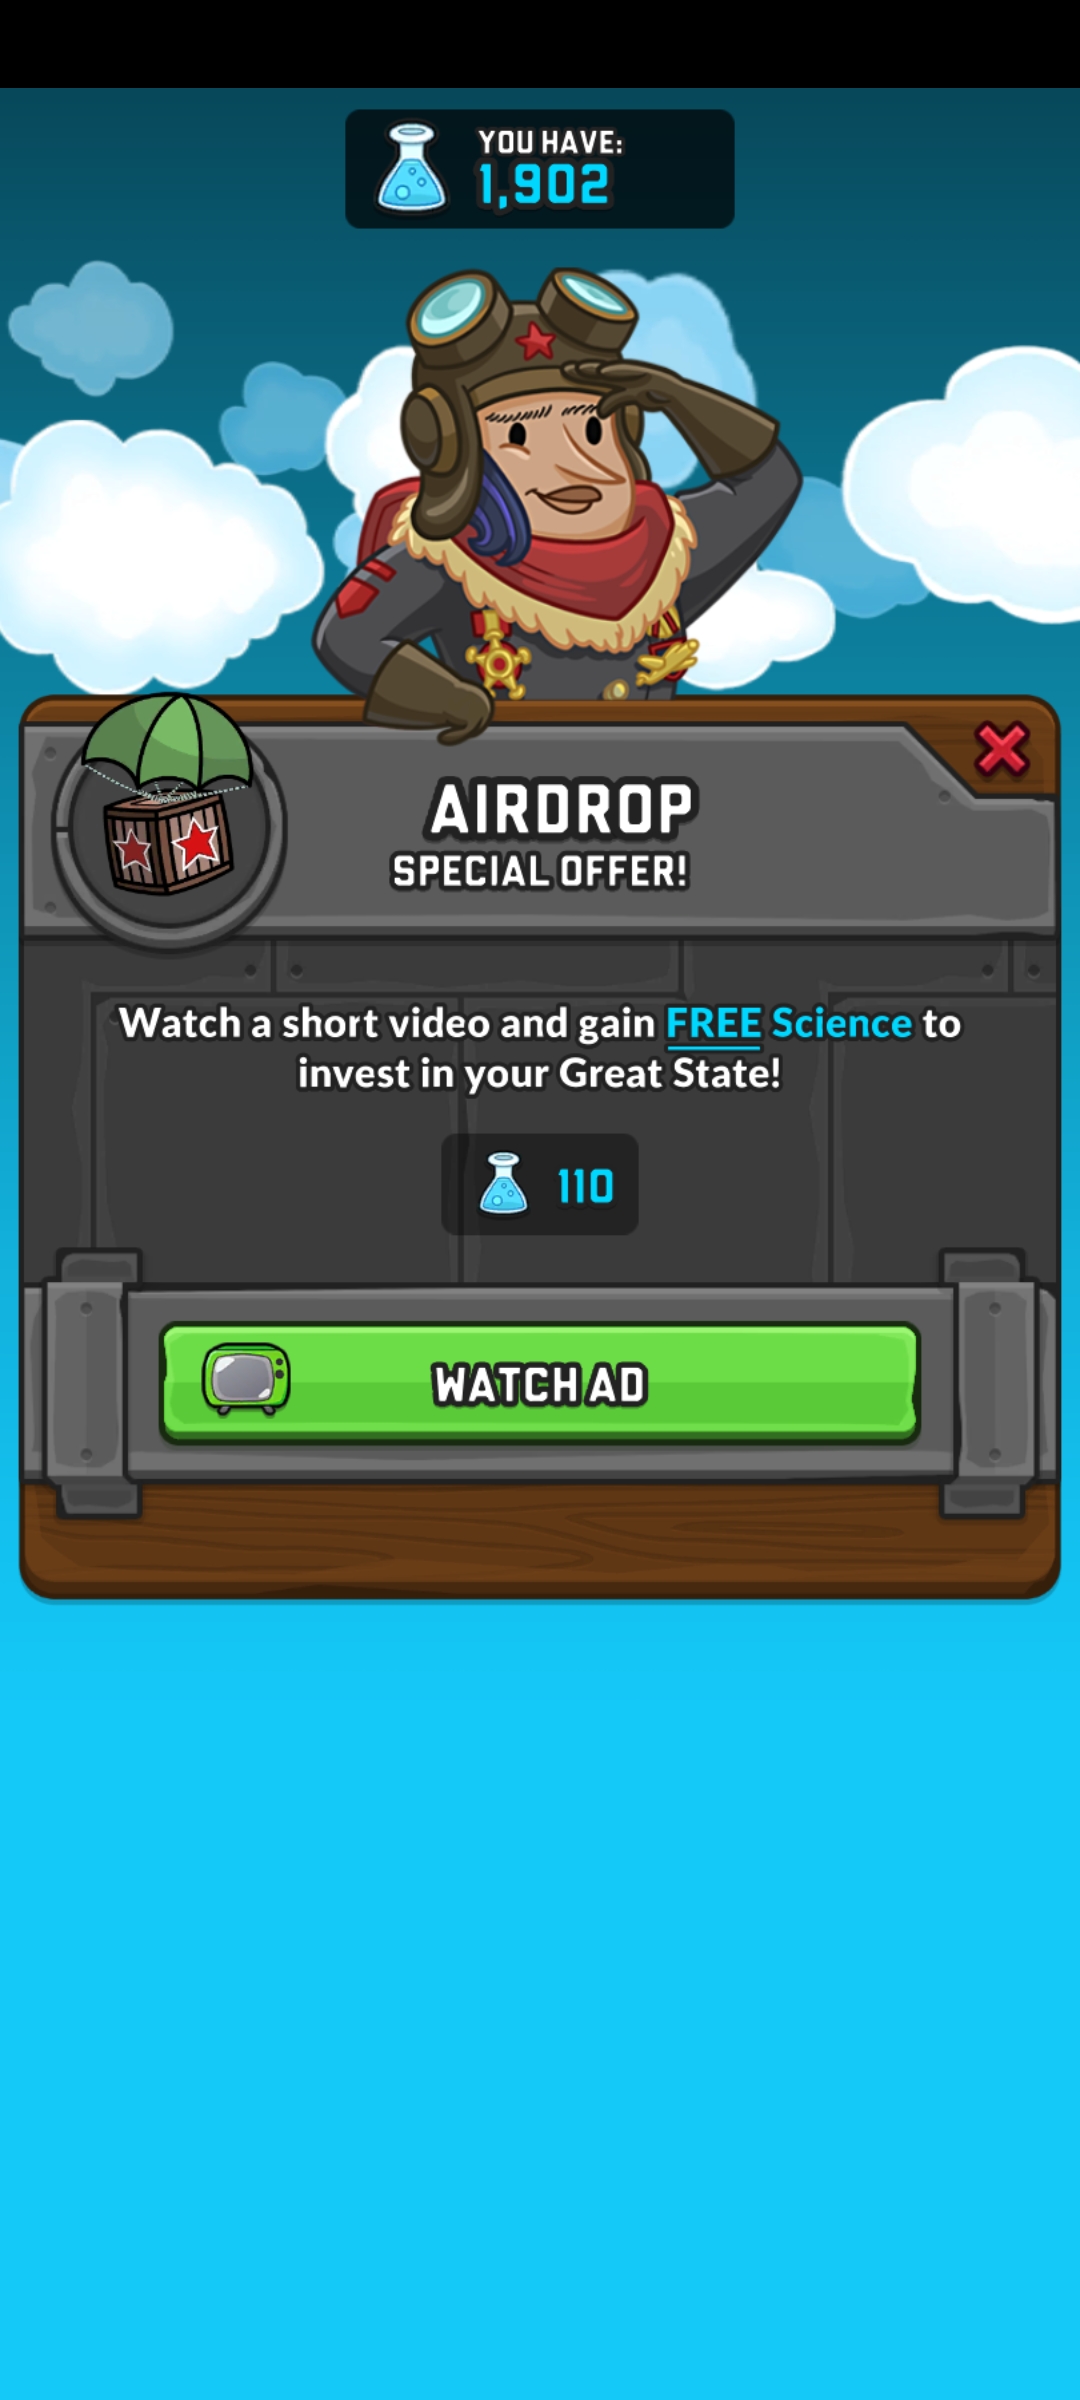 YOU HAVE:
1,902
AIRDROP
SPECIAL OFFER!
Watch a short video and gain FREE Science to
invest in your Great State!
110
WATCH AD